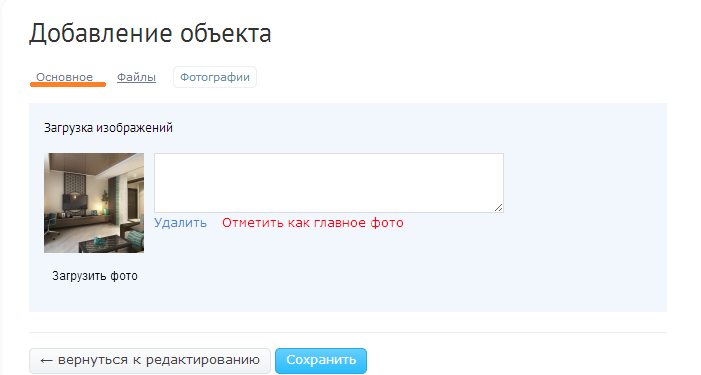 Добавление объекта
Основное Файлы Фотографии
Загрузка изображений
Удалить Отметить как главное фото
Загрузить фото
← вернуться к редактированию Сохранить